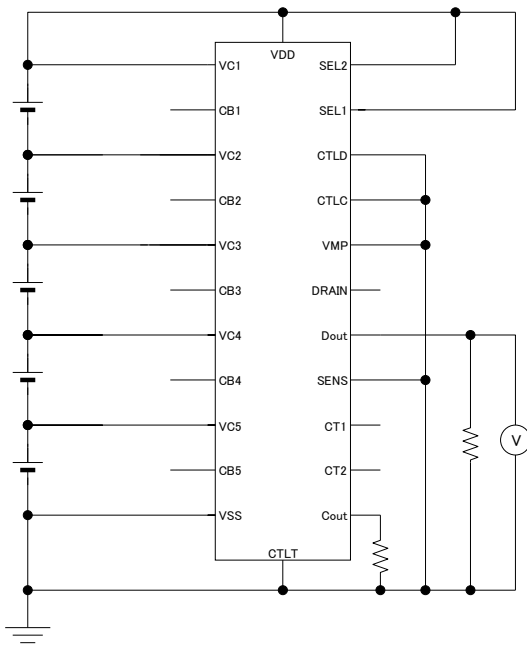 VDD
VC1
SEL2
CB1
SEL1
VC2
CTLD
CB2
CTLC
VC3
VMP
CB3
DRAIN
VC4
Dout
CB4
SENS
VC5
CT1
V
CB5
CT2
VSS
Cout
CTLT